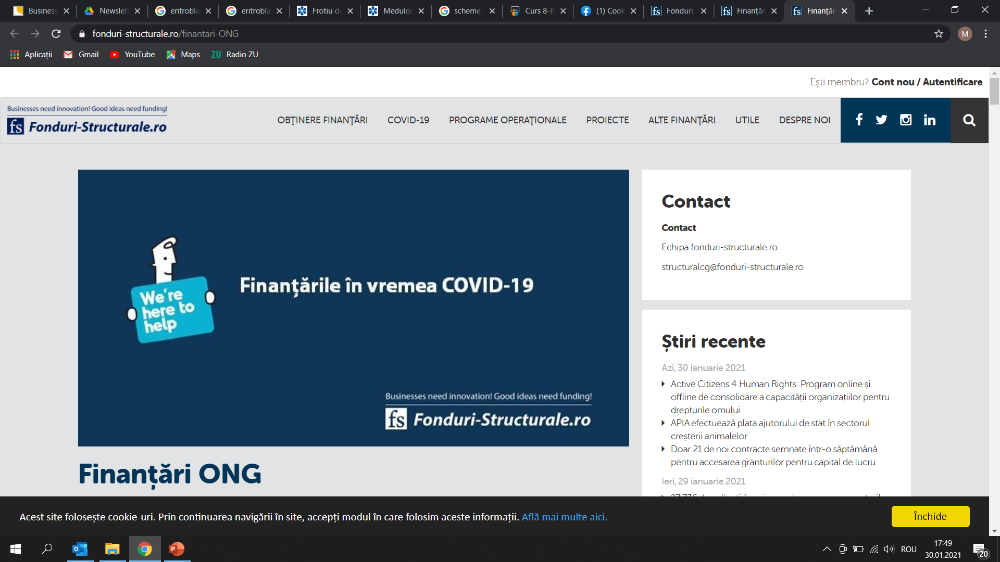 Business
Newslet
eritrobla
eritrobla
Frotiu de
Medulog
scheme
Curs 8-h
(1) Cook
Fonduri
Finanțăr
Finanțăr
fonduri-structurale.ro/finantari-ONG
M
Aplicații
Gmail
YouTube
Maps
ZU Radio ZU
Ești membru? Cont nou / Autentificare
Businesses need innovation! Good ideas need funding!
fs Fonduri-Structurale.ro
OBȚINERE FINANȚĂRI
COVID-19
PROGRAME OPERAȚIONALE
PROIECTE
ALTE FINANȚĂRI
UTILE
DESPRE NOI
We're
here to
help
Finanțările în vremea COVID-19
Businesses need innovation! Good ideas need funding!
fs Fonduri-Structurale.ro
Finanțări ONG
Contact
Contact
Echipa fonduri-structurale.ro
structuralcg@fonduri-structurale.ro
Știri recente
Azi, 30 ianuarie 2021
Active Citizens 4 Human Rights: Program online și
offline de consolidare a capacității organizațiilor pentru
drepturile omului
APIA efectuează plata ajutorului de stat în sectorul
creșterii animalelor
Doar 21 de noi contracte semnate într-o săptămână
pentru accesarea granturilor pentru capital de lucru
Ieri, 29 ianuarie 2021
Acest site folosește cookie-uri. Prin continuarea navigării în site, accepți modul în care folosim aceste informații. Află mai multe aici.
Închide
ROU
17:49
30.01.2021
20